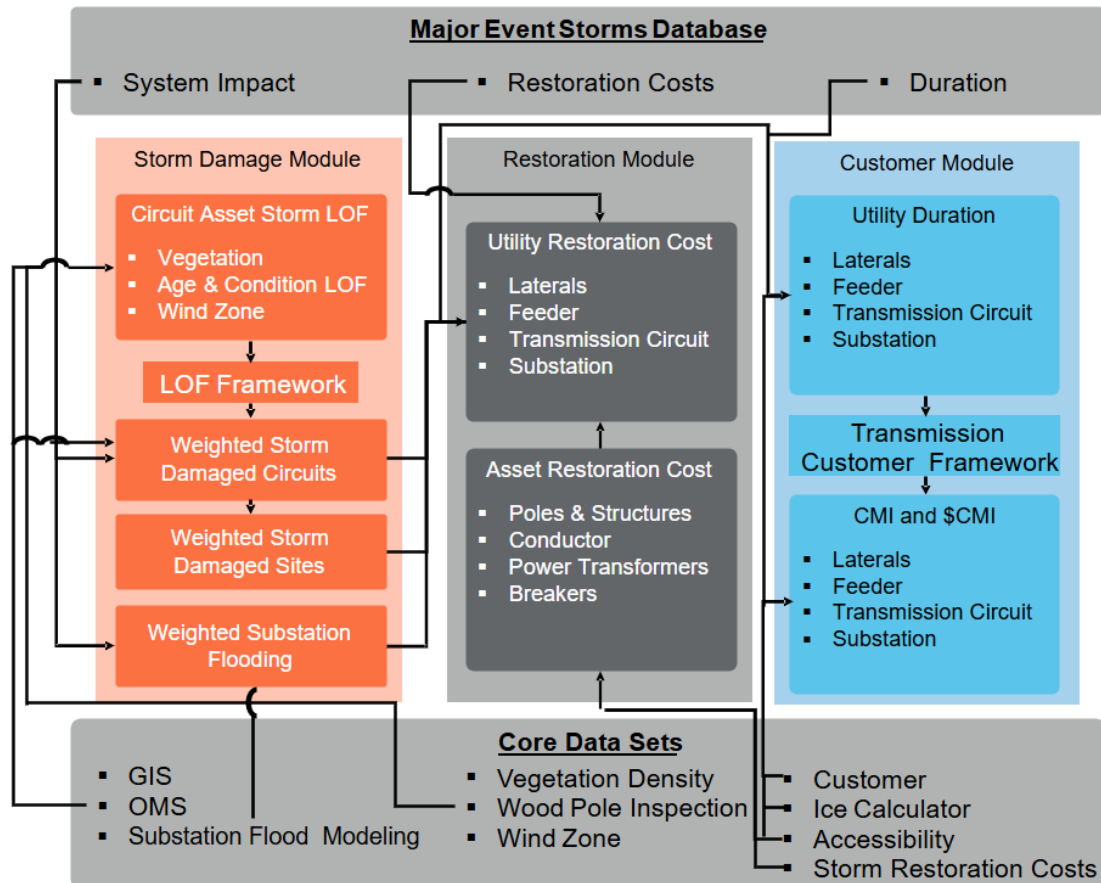 Major Event Storms Database
▪ System Impact
▪ Restoration Costs
▪ Duration
Storm Damage Module
Circuit Asset Storm LOF
▪ Vegetation
▪ Age & Condition LOF
▪ Wind Zone
LOF Framework
Weighted Storm
Damaged Circuits
Weighted Storm
Damaged Sites
Weighted Substation
Flooding
Restoration Module
Utility Restoration Cost
▪ Laterals
▪ Feeder
▪ Transmission Circuit
▪ Substation
Asset Restoration Cost
▪ Poles & Structures
▪ Conductor
▪ Power Transformers
▪ Breakers
Customer Module
Utility Duration
▪ Laterals
▪ Feeder
▪ Transmission Circuit
▪ Substation
Transmission
Customer Framework
CMI and $CMI
▪ Laterals
▪ Feeder
▪ Transmission Circuit
▪ Substation
Core Data Sets
▪ GIS
▪ OMS
▪ Substation Flood Modeling
▪ Vegetation Density
▪ Wood Pole Inspection
▪ Wind Zone
▪ Customer
▪ Ice Calculator
▪ Accessibility
▪ Storm Restoration Costs